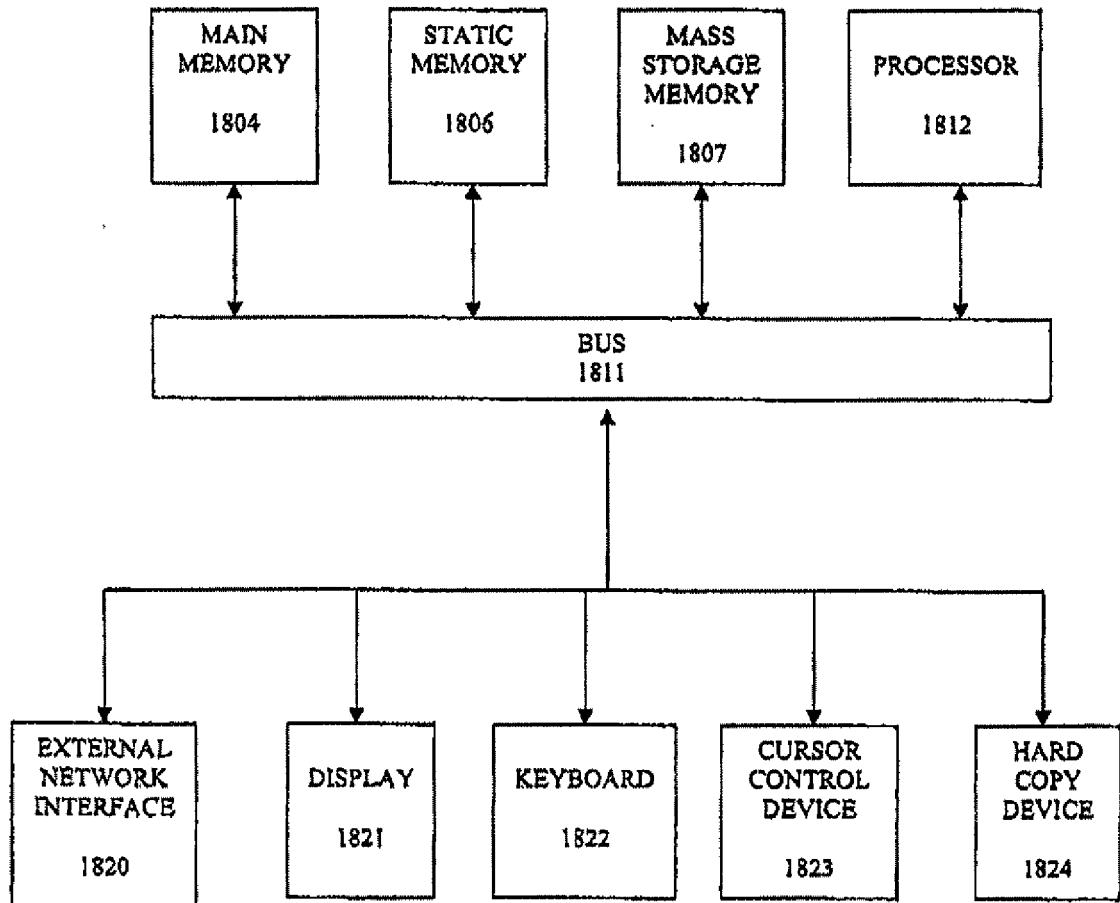 MAIN
MEMORY
1804
STATIC
MEMORY
1806
MASS
STORAGE
MEMORY
1807
PROCESSOR
1812
BUS
1811
EXTERNAL
NETWORK
INTERFACE
1820
DISPLAY
1821
KEYBOARD
1822
CURSOR
CONTROL
DEVICE
1823
HARD
COPY
DEVICE
1824